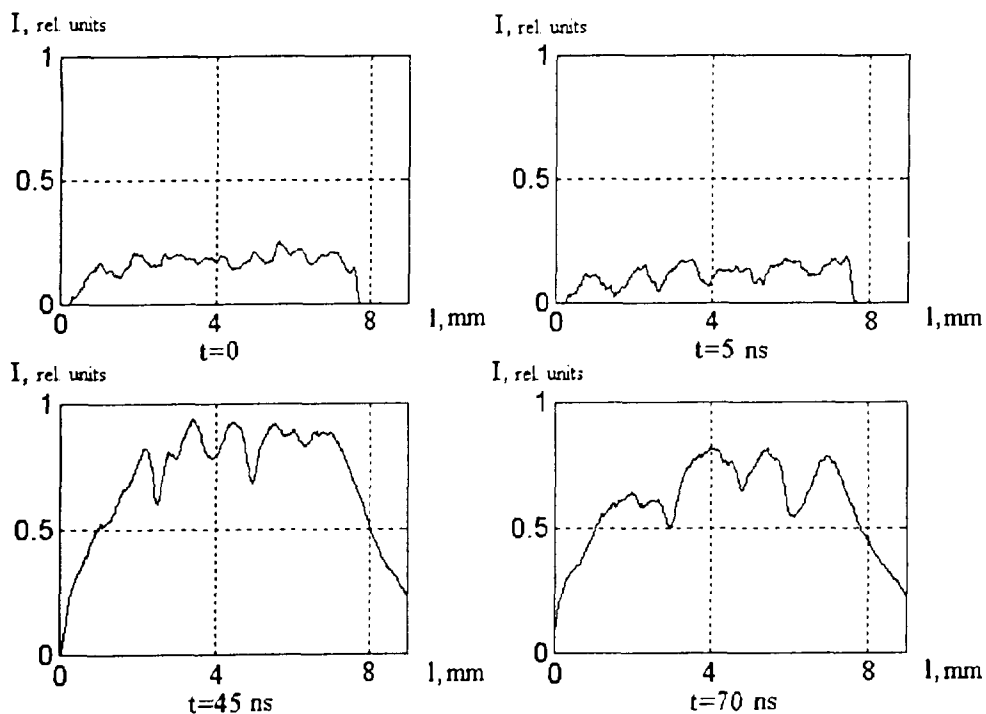 I, rel. units
1
0.5
0
0
4
8
l, mm
t=0
I, rel. units
1
0.5
0
0
4
8
l, mm
t=5 ns
I, rel. units
1
0.5
0
0
4
8
l, mm
t=45 ns
I, rel. units
1
0.5
0
0
4
8
l, mm
t=70 ns